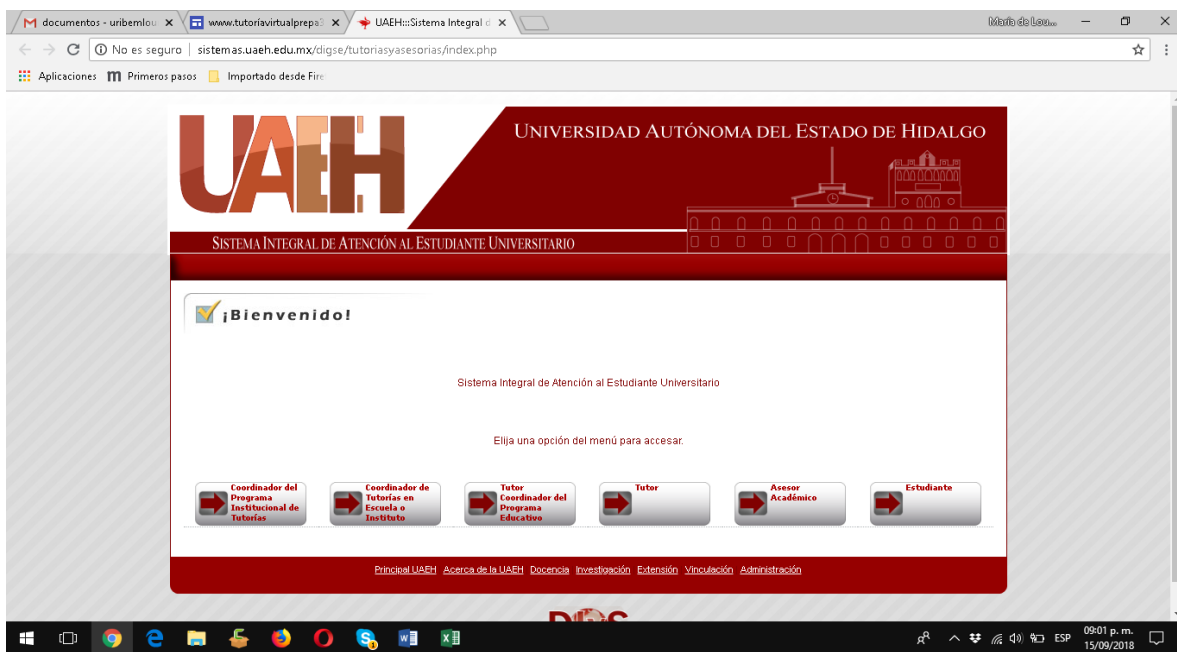 documentos - uribemlou
www.tutoríavirtualprepa3
UAEH:::Sistema Integral d
María de Lou...
No es seguro
sistemas.uaeh.edu.mx/digse/tutoriasyasesorias/index.php
Aplicaciones
Primeros pasos
Importado desde Fire
UAEH
UNIVERSIDAD AUTÓNOMA DEL ESTADO DE HIDALGO
SISTEMA INTEGRAL DE ATENCIÓN AL ESTUDIANTE UNIVERSITARIO
¡Bienvenido!
Sistema Integral de Atención al Estudiante Universitario
Elija una opción del menú para accesar.
Coordinador del
Programa
Institucional de
Tutorías
Coordinador de
Tutorías en
Escuela o
Instituto
Tutor
Coordinador del
Programa
Educativo
Tutor
Asesor
Académico
Estudiante
Principal UAEH Acerca de la UAEH Docencia Investigación Extensión Vinculación Administración
ESP
09:01 p. m.
15/09/2018